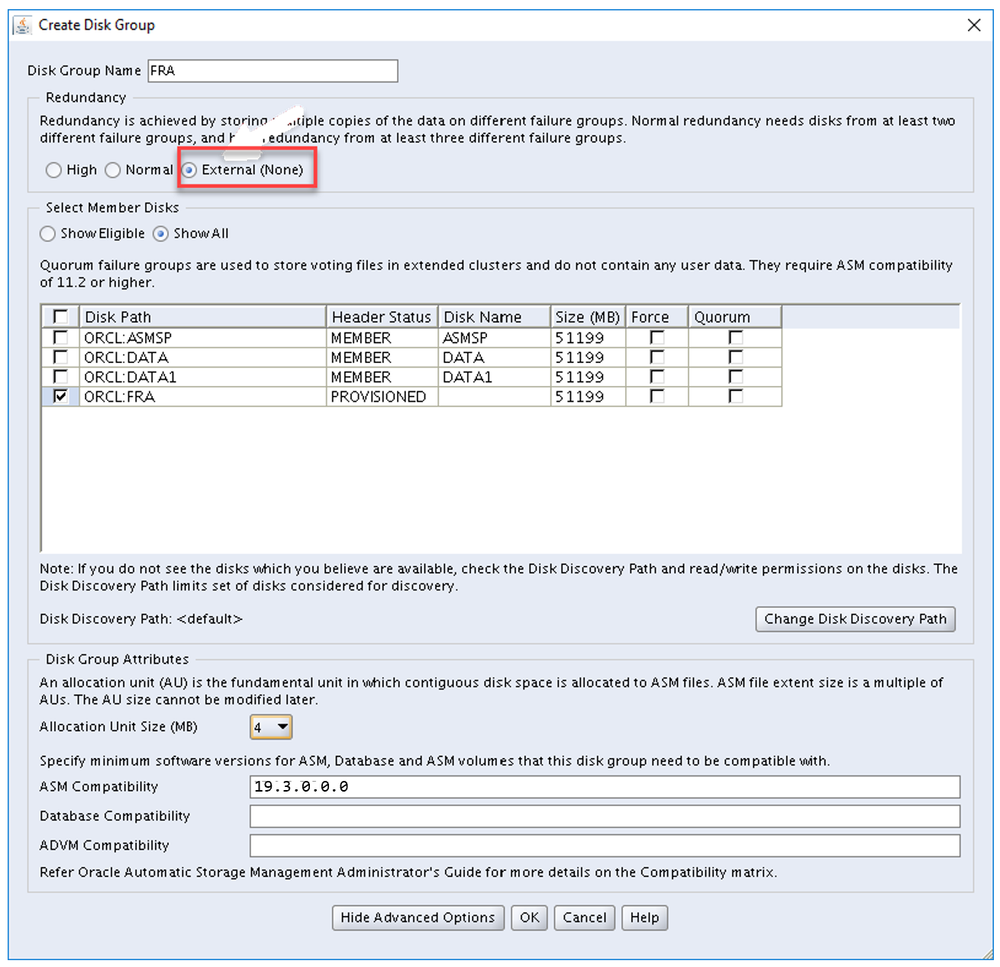 Create Disk Group
Disk Group Name FRA
Redundancy
Redundancy is achieved by storing copies of the data on different failure groups. Normal redundancy needs disks from at least two
different failure groups, and redundancy from at least three different failure groups.
High Normal External (None)
Select Member Disks
Show Eligible Show All
Quorum failure groups are used to store voting files in extended clusters and do not contain any user data. They require ASM compatibility
of 11.2 or higher.
Disk Path Header Status Disk Name Size (MB) Force Quorum
ORCL:ASMSP MEMBER ASMSP 51199
ORCL:DATA MEMBER DATA 51199
ORCL:DATA1 MEMBER DATA1 51199
ORCL:FRA PROVISIONED 51199
Note: If you do not see the disks which you believe are available, check the Disk Discovery Path and read/write permissions on the disks. The
Disk Discovery Path limits set of disks considered for discovery.
Disk Discovery Path: <default> Change Disk Discovery Path
Disk Group Attributes
An allocation unit (AU) is the fundamental unit in which contiguous disk space is allocated to ASM files. ASM file extent size is a multiple of
AUs. The AU size cannot be modified later.
Allocation Unit Size (MB) 4
Specify minimum software versions for ASM, Database and ASM volumes that this disk group need to be compatible with.
ASM Compatibility 19.3.0.0.0
Database Compatibility
ADVM Compatibility
Refer Oracle Automatic Storage Management Administrator's Guide for more details on the Compatibility matrix.
Hide Advanced Options OK Cancel Help